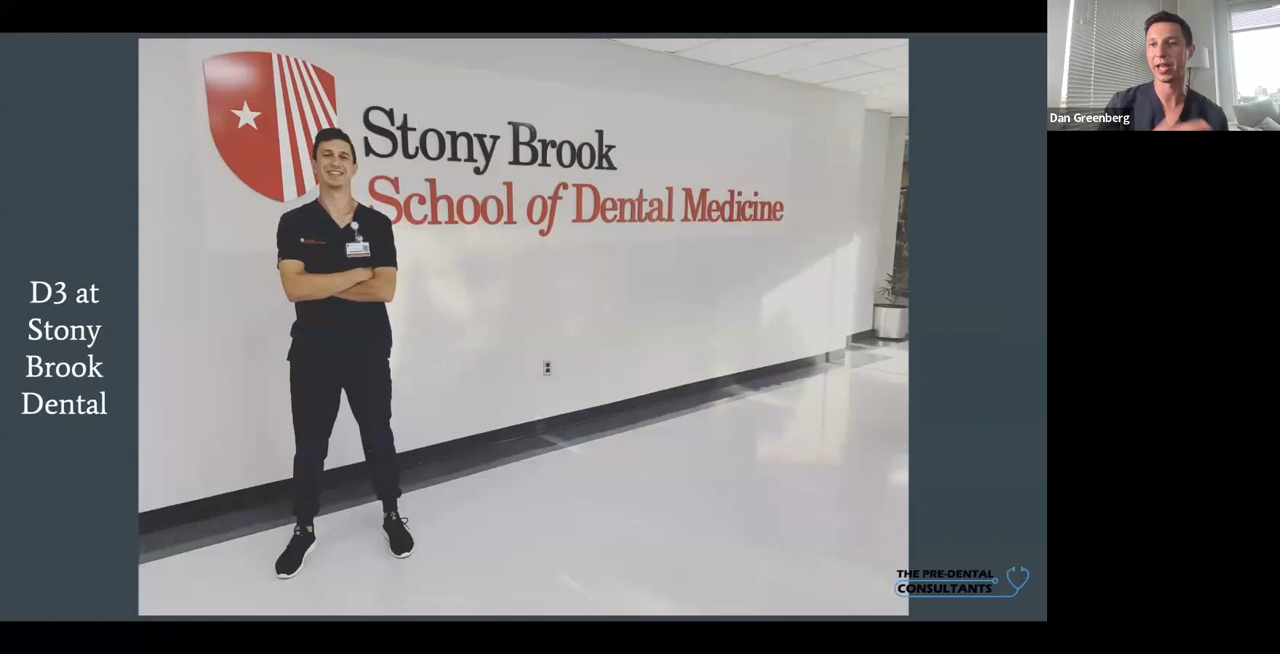 Stony Brook
School of Dental Medicine
D3 at
Stony
Brook
Dental
Dan Greenberg
THE PRE-DENTAL
CONSULTANTS